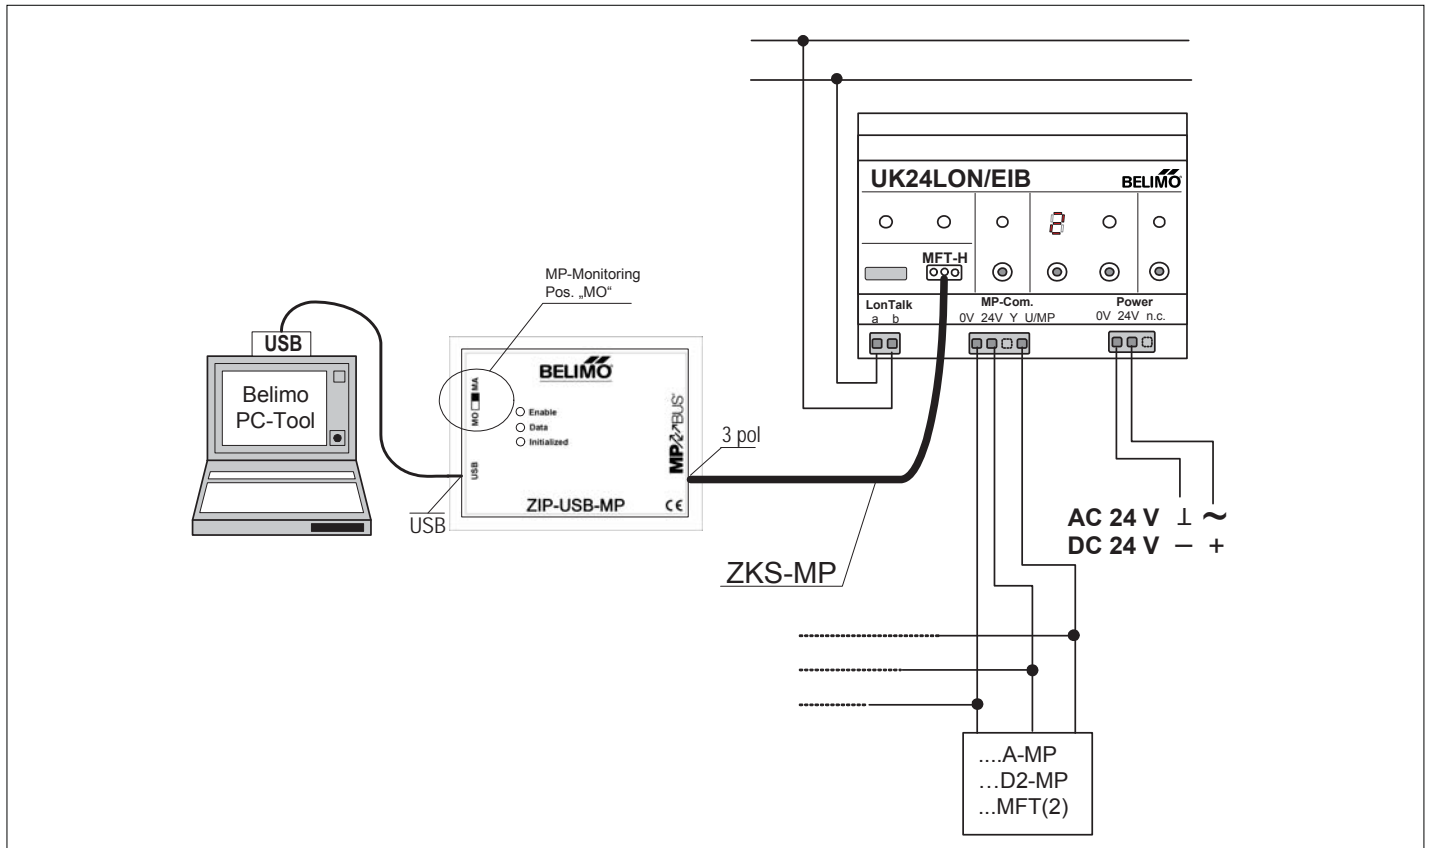 UK24LON/EIB
BELIMO
MFT-H
LonTalk
a b
MP-Com.
0V 24V Y U/MP
Power
0V 24V n.c.
MP-Monitoring
Pos. „MO“
USB
Belimo
PC-Tool
BELIMO
MO MA
Enable
Data
Initialized
USB
MP BUS
ZIP-USB-MP
CE
USB
3 pol
ZKS-MP
AC 24 V ⊥ ~
DC 24 V − +
....A-MP
…D2-MP
...MFT(2)